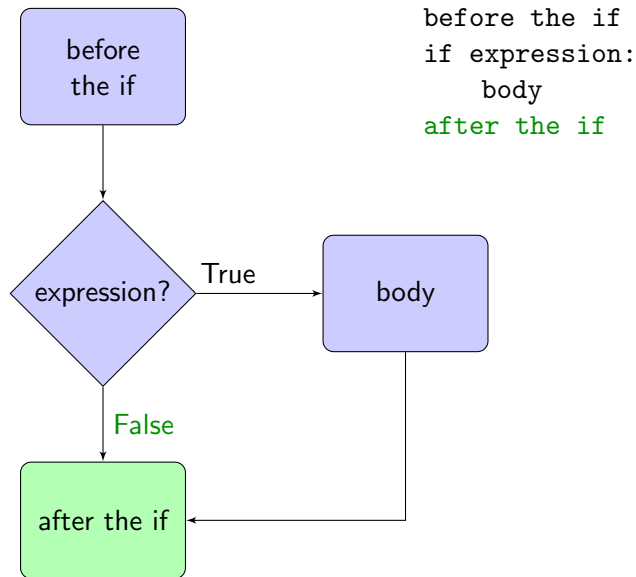 before
the if
expression?
True
body
False
after the if
before the if
if expression:
    body
after the if